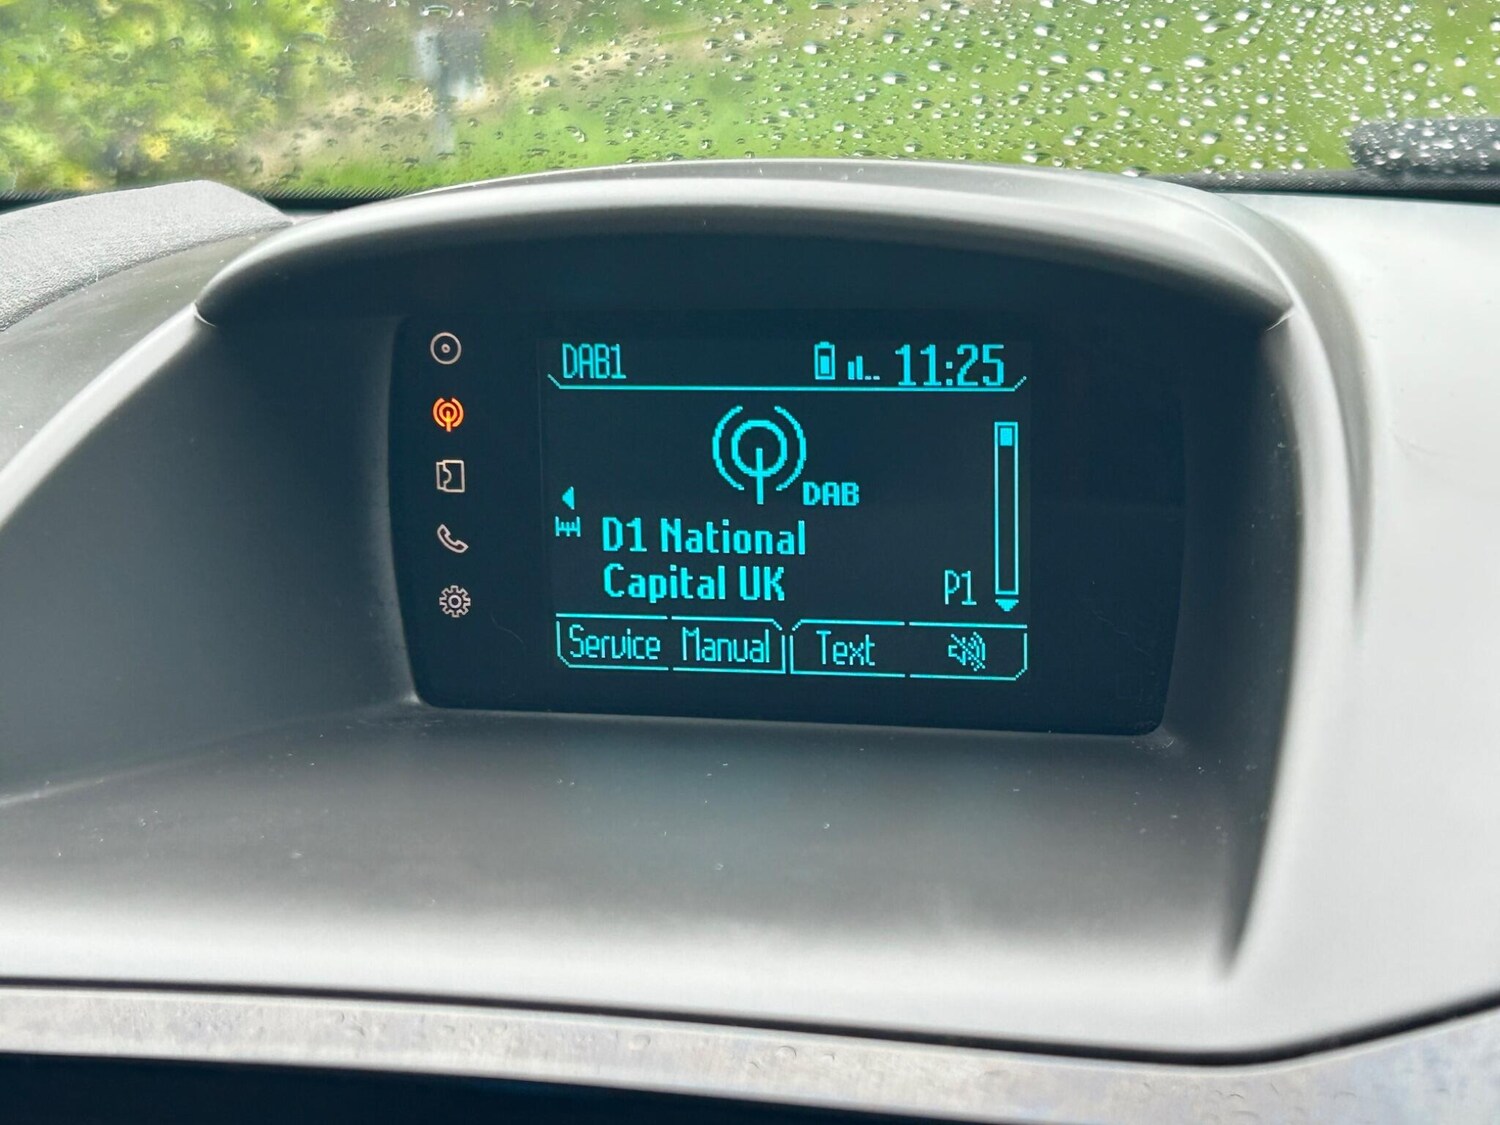 DAB1 11:25
DAB
D1 National
Capital UK P1
Service Manual Text